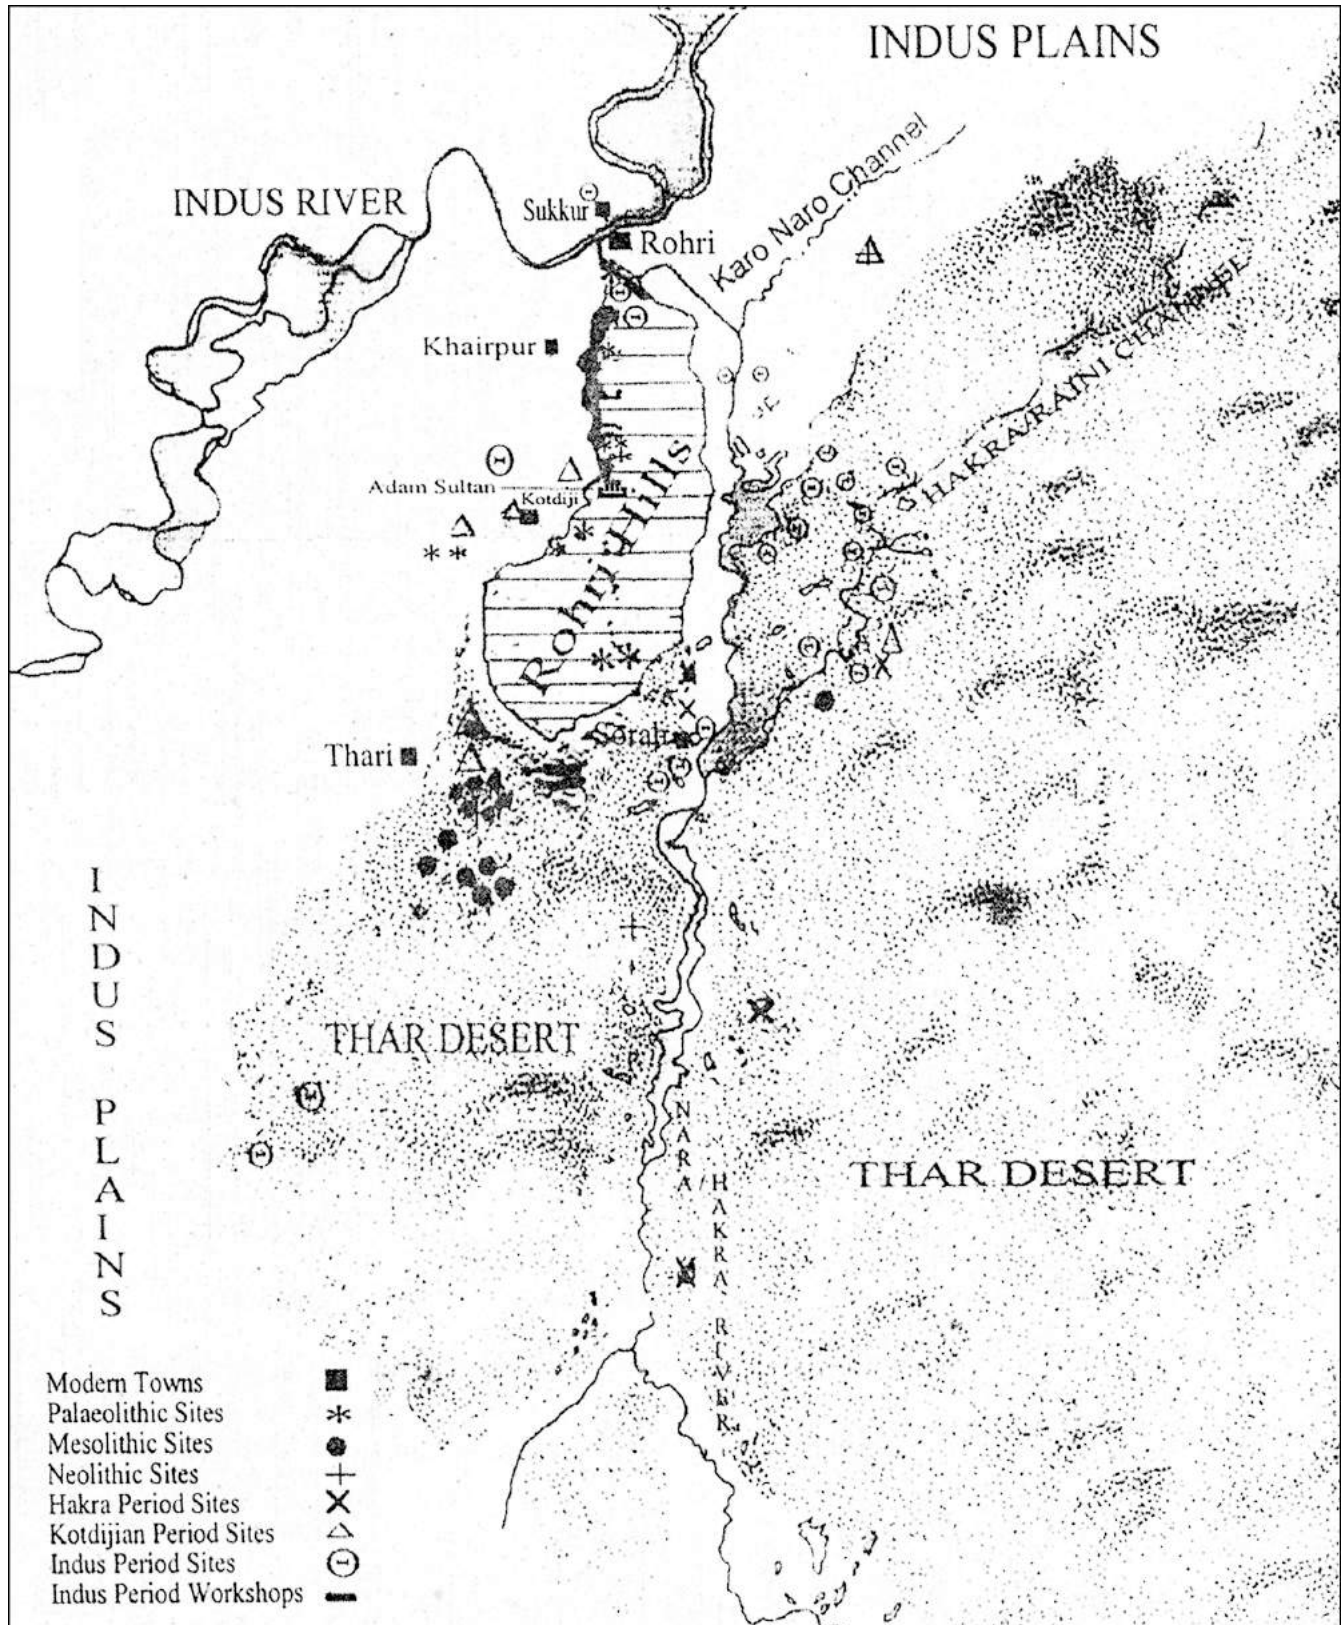 INDUS PLAINS
Karo Naro Channel
INDUS RIVER
Sukkur
Rohri
Khairpur
HAKRA/RAINI CHANNEL
Adam Sultan
Kotdiji
Rohri Hills
Sorah
Thari
INDUS PLAINS
THAR DESERT
NARA
HAKRA RIVER
THAR DESERT
Modern Towns
Palaeolithic Sites
Mesolithic Sites
Neolithic Sites
Hakra Period Sites
Kotdijian Period Sites
Indus Period Sites
Indus Period Workshops